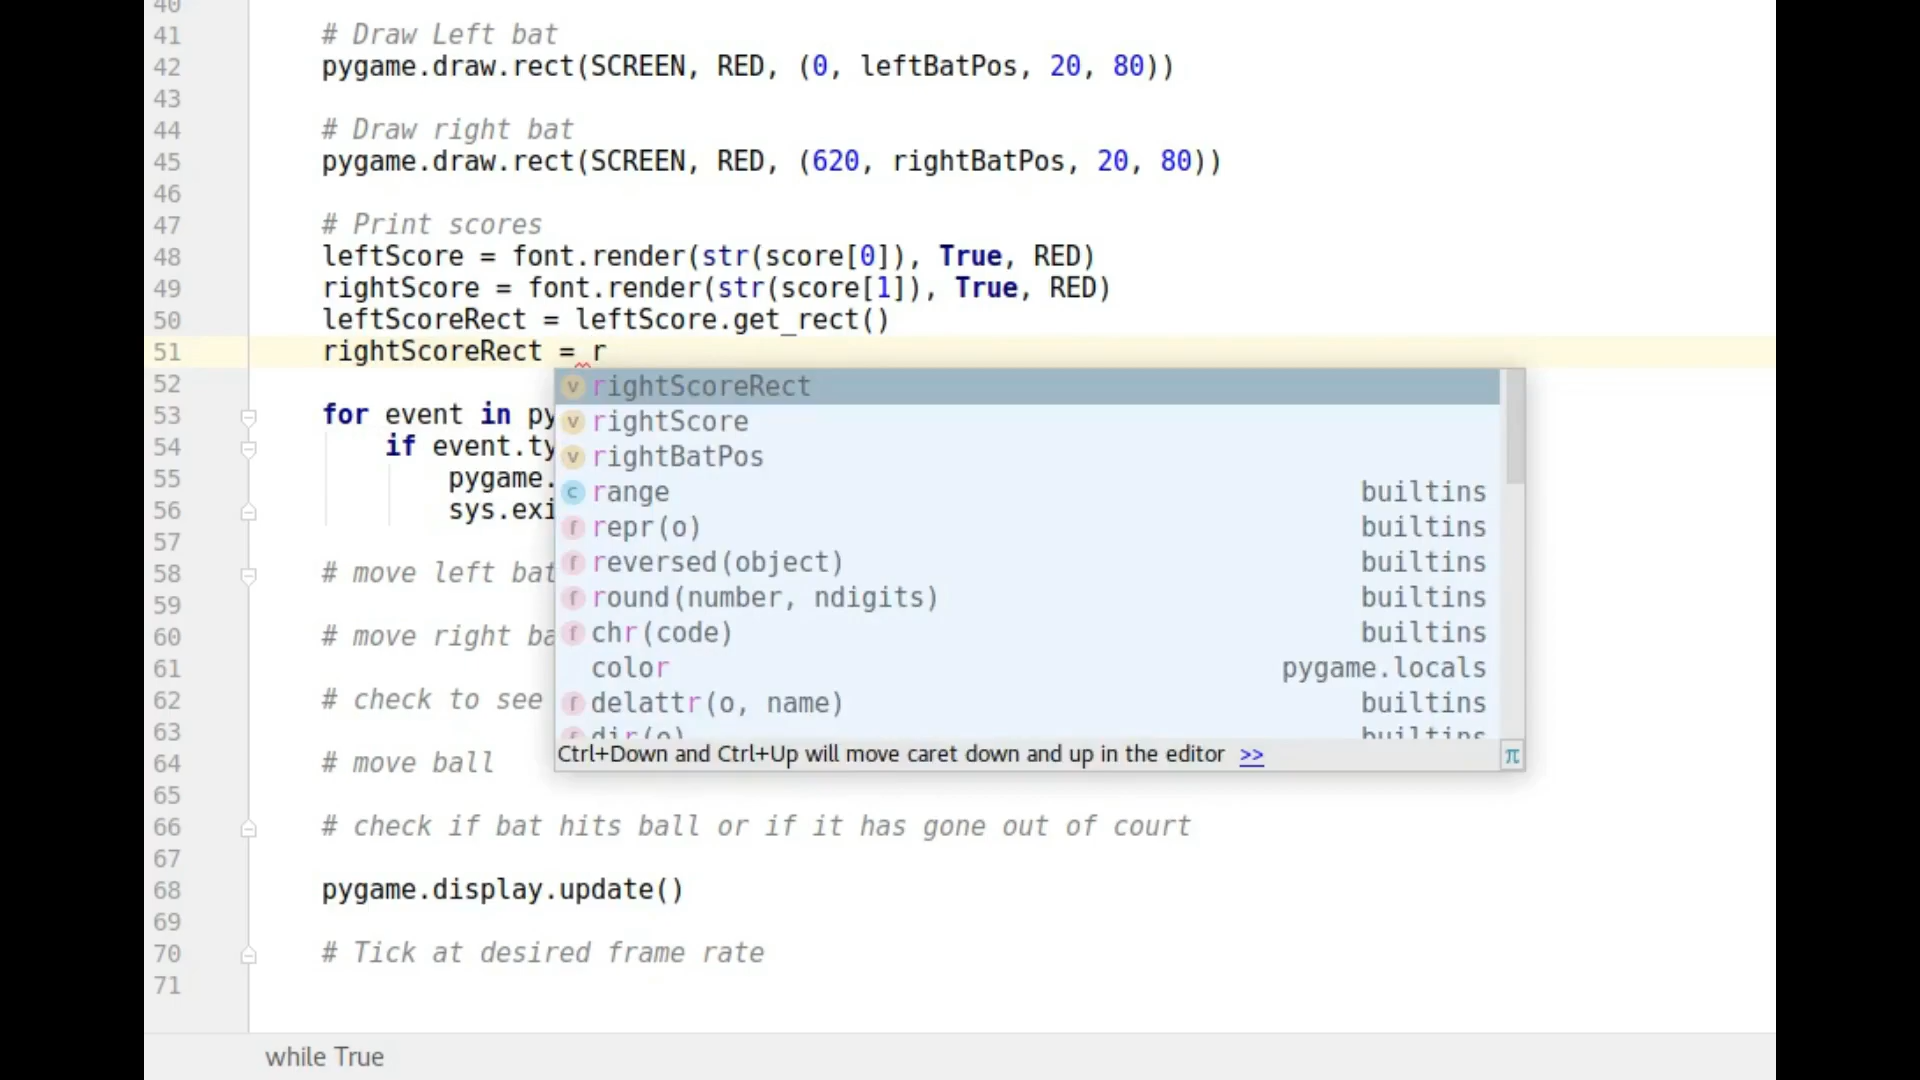 40
41 # Draw Left bat
42 pygame.draw.rect(SCREEN, RED, (0, leftBatPos, 20, 80))
43
44 # Draw right bat
45 pygame.draw.rect(SCREEN, RED, (620, rightBatPos, 20, 80))
46
47 # Print scores
48 leftScore = font.render(str(score[0]), True, RED)
49 rightScore = font.render(str(score[1]), True, RED)
50 leftScoreRect = leftScore.get_rect()
51 rightScoreRect = r
52
v rightScoreRect
v rightScore
v rightBatPos
c range builtins
f repr(o) builtins
f reversed(object) builtins
f round(number, ndigits) builtins
f chr(code) builtins
color pygame.locals
f delattr(o, name) builtins
f dir(o) builtins
Ctrl+Down and Ctrl+Up will move caret down and up in the editor >> π
53 for event in py
54 if event.ty
55 pygame.
56 sys.exi
57
58 # move left bat
59
60 # move right ba
61
62 # check to see
63
64 # move ball
65
66 # check if bat hits ball or if it has gone out of court
67
68 pygame.display.update()
69
70 # Tick at desired frame rate
71
while True